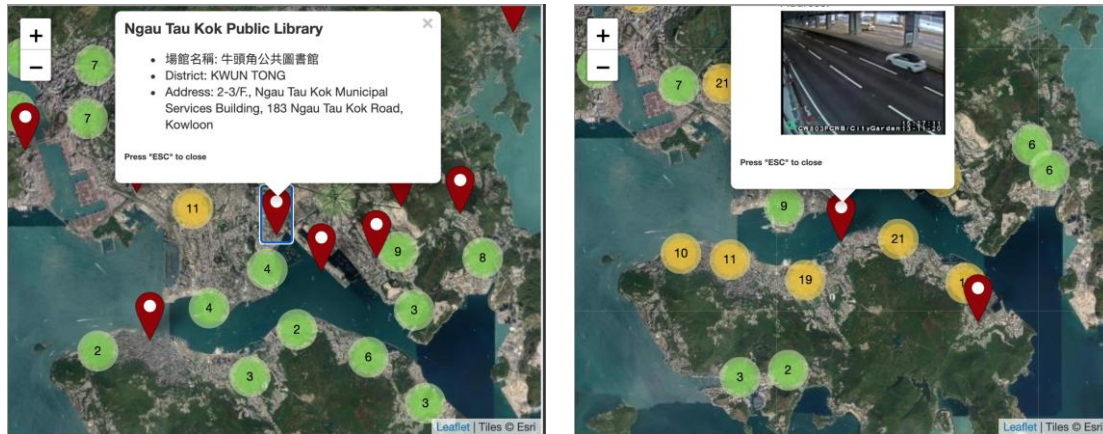 Ngau Tau Kok Public Library
×
場館名稱: 牛頭角公共圖書館
District: KWUN TONG
Address: 2-3/F., Ngau Tau Kok Municipal
Services Building, 183 Ngau Tau Kok Road,
Kowloon
Press "ESC" to close
+
−
7
7
11
4
9
8
4
3
2
2
6
3
3
Leaflet | Tiles © Esri
+
−
Press "ESC" to close
7
21
6
6
9
10
11
21
19
3
2
Leaflet | Tiles © Esri